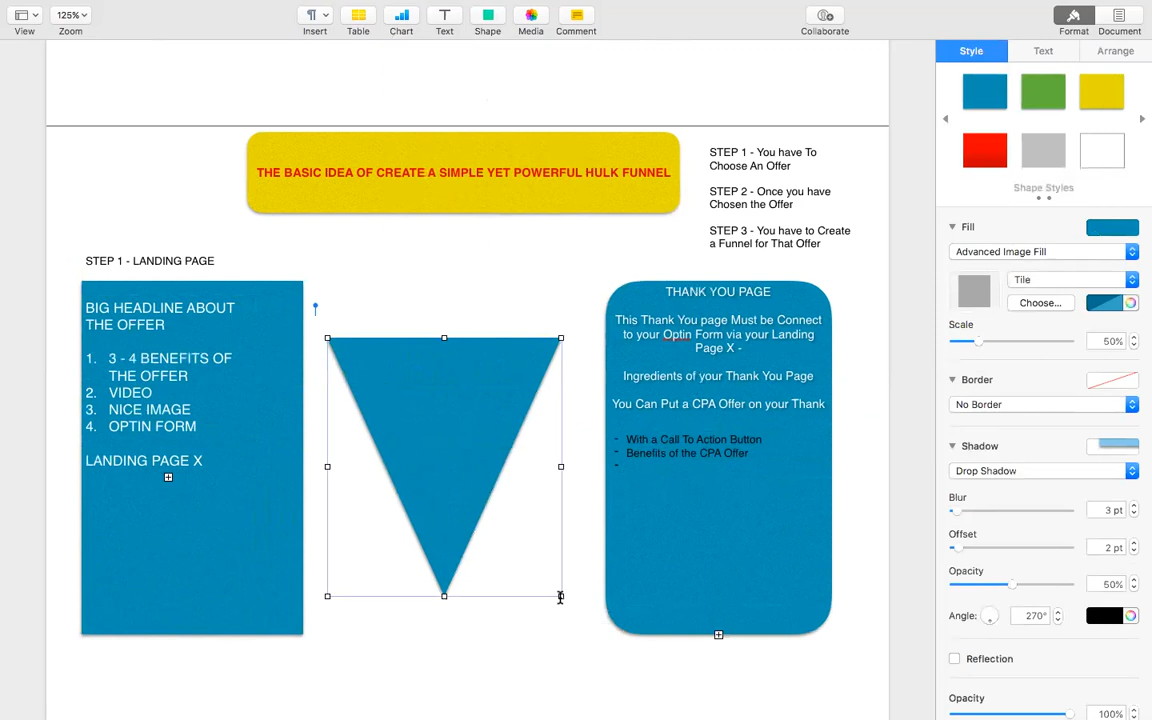 View
125%
Zoom
Insert
Table
Chart
Text
Shape
Media
Comment
Collaborate
Format
Document
Style
Text
Arrange
Shape Styles
THE BASIC IDEA OF CREATE A SIMPLE YET POWERFUL HULK FUNNEL
STEP 1 - You have To
Choose An Offer
STEP 2 - Once you have
Chosen the Offer
STEP 3 - You have to Create
a Funnel for That Offer
STEP 1 - LANDING PAGE
BIG HEADLINE ABOUT
THE OFFER
1. 3 - 4 BENEFITS OF
THE OFFER
2. VIDEO
3. NICE IMAGE
4. OPTIN FORM
LANDING PAGE X
THANK YOU PAGE
This Thank You page Must be Connect
to your Optin Form via your Landing
Page X -
Ingredients of your Thank You Page
You Can Put a CPA Offer on your Thank
- With a Call To Action Button
- Benefits of the CPA Offer
-
Fill
Advanced Image Fill
Tile
Choose...
Scale
50%
Border
No Border
Shadow
Drop Shadow
Blur
3 pt
Offset
2 pt
Opacity
50%
Angle:
270°
Reflection
Opacity
100%